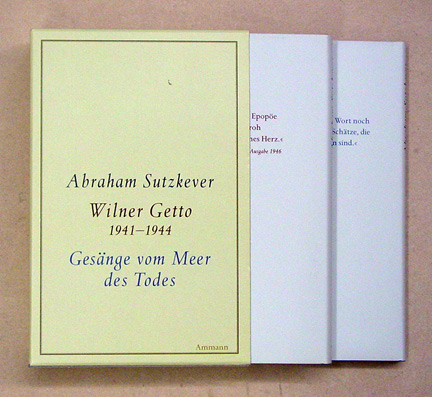 Abraham Sutzkever
Wilner Getto
1941–1944
Gesänge vom Meer
des Todes
Ammann
Epopöe
roh
nes Herz.«
Ausgabe 1946
Wort noch
Schätze, die
n sind.«